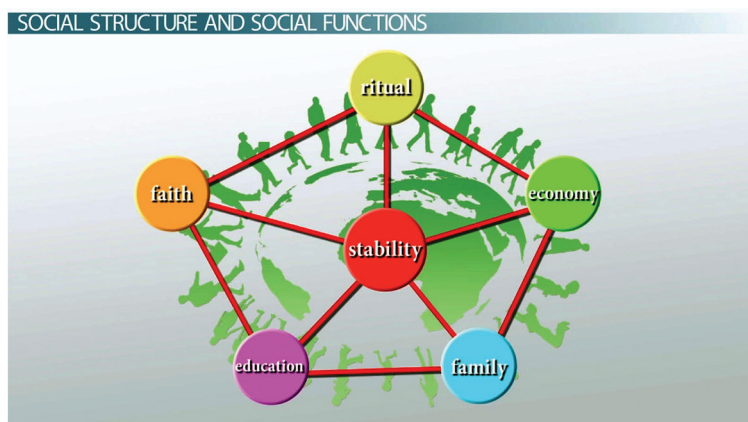 SOCIAL STRUCTURE AND SOCIAL FUNCTIONS
ritual
faith
economy
stability
education
family